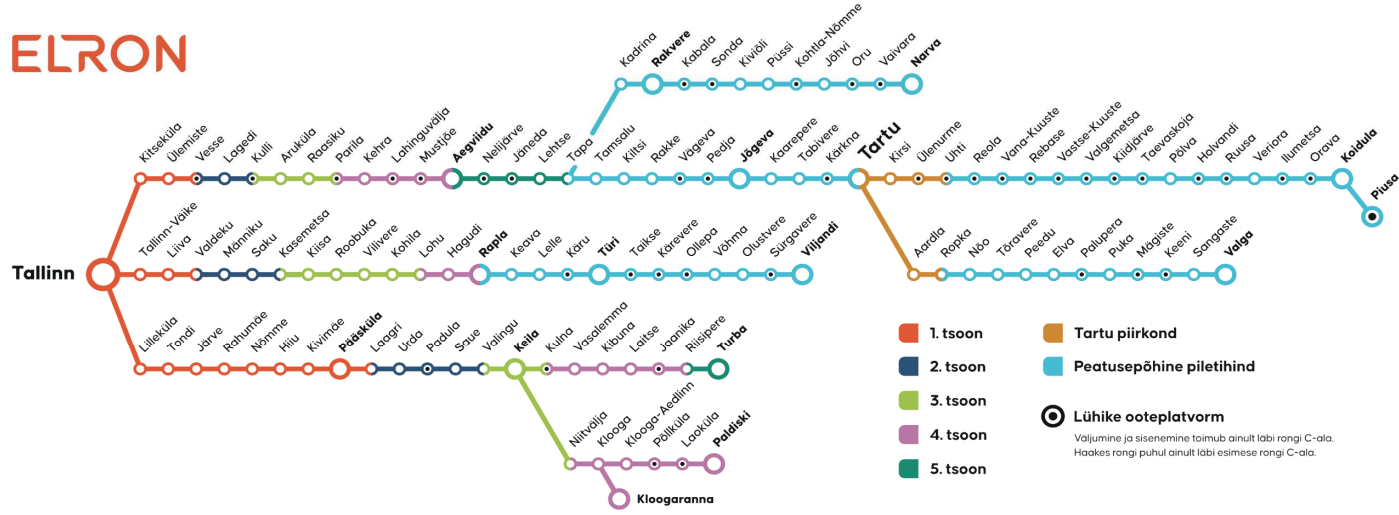 ELRON
Kadrina
Rakvere
Kabala
Sonda
Kiviõli
Püssi
Kohtla-Nõmme
Jõhvi
Oru
Vaivara
Narva
Kitseküla
Ülemiste
Vesse
Lagedi
Kulli
Aruküla
Raasiku
Parila
Kehra
Lahinguvälja
Mustjõe
Aegviidu
Nelijärve
Jäneda
Lehtse
Tapa
Tamsalu
Kiltsi
Rakke
Vägeva
Pedja
Jõgeva
Kaarepere
Tabivere
Kärkna
Tartu
Kirsi
Ülenurme
Uhti
Reola
Vana-Kuuste
Rebase
Vastse-Kuuste
Valgemetsa
Kiidjärve
Taevaskoja
Põlva
Holvandi
Ruusa
Veriora
Ilumetsa
Orava
Koidula
Piusa
Tallinn
Tallinn-Väike
Liiva
Valdeku
Männiku
Saku
Kasemetsa
Kiisa
Roobuka
Vilivere
Kohila
Lohu
Hagudi
Rapla
Keava
Lelle
Käru
Türi
Taikse
Kärevere
Ollepa
Võhma
Olustvere
Sürgavere
Viljandi
Aardla
Ropka
Nõo
Tõravere
Peedu
Elva
Palupera
Puka
Mägiste
Keeni
Sangaste
Valga
Lilleküla
Tondi
Järve
Rahumäe
Nõmme
Hiiu
Kivimäe
Pääsküla
Laagri
Urda
Padula
Saue
Valingu
Keila
Kulna
Vasalemma
Kibuna
Laitse
Jaanika
Riisipere
Turba
Niitvälja
Klooga
Klooga-Aedlinn
Põllküla
Laoküla
Paldiski
Kloogaranna
1. tsoon
2. tsoon
3. tsoon
4. tsoon
5. tsoon
Tartu piirkond
Peatusepõhine piletihind
Lühike ooteplatvorm
Väljumine ja sisenemine toimub ainult läbi rongi C-ala.
Haakes rongi puhul ainult läbi esimese rongi C-ala.